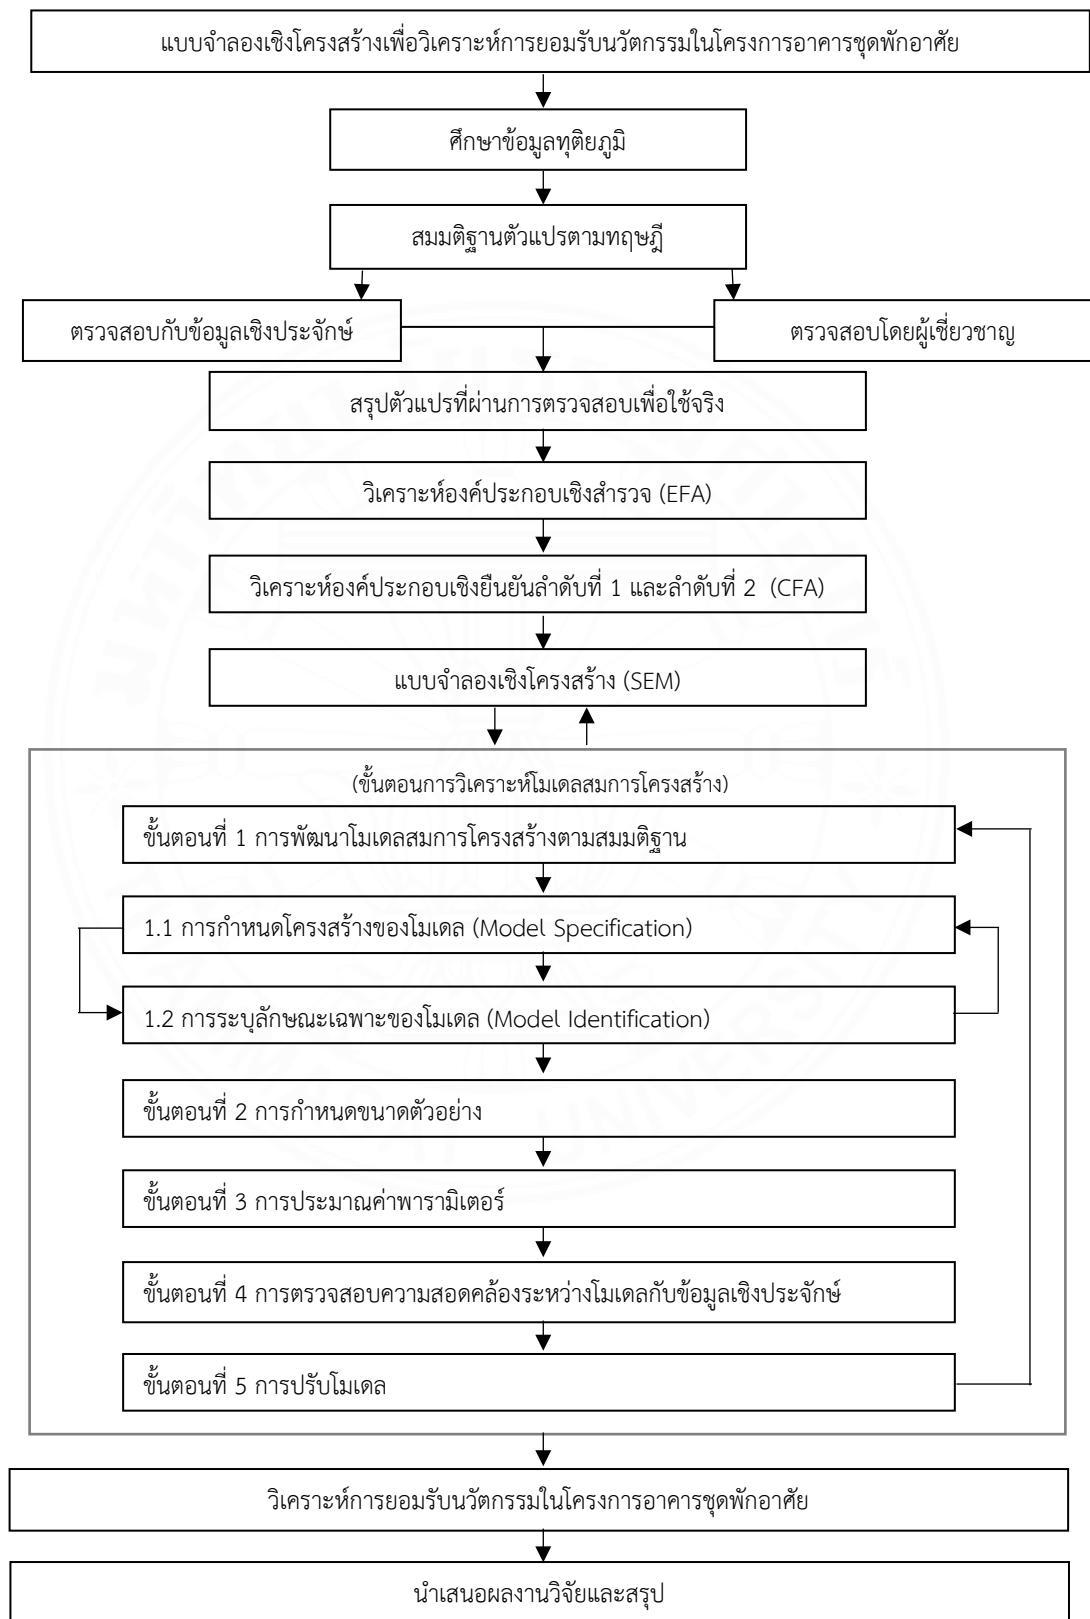 แบบจำลองเชิงโครงสร้างเพื่อวิเคราะห์การยอมรับนวัตกรรมในโครงการอาคารชุดพักอาศัย
ศึกษาข้อมูลทุติยภูมิ
สมมติฐานตัวแปรตามทฤษฎี
ตรวจสอบกับข้อมูลเชิงประจักษ์
ตรวจสอบโดยผู้เชี่ยวชาญ
สรุปตัวแปรที่ผ่านการตรวจสอบเพื่อใช้จริง
วิเคราะห์องค์ประกอบเชิงสำรวจ (EFA)
วิเคราะห์องค์ประกอบเชิงยืนยันลำดับที่ 1 และลำดับที่ 2 (CFA)
แบบจำลองเชิงโครงสร้าง (SEM)
(ขั้นตอนการวิเคราะห์โมเดลสมการโครงสร้าง)
ขั้นตอนที่ 1 การพัฒนาโมเดลสมการโครงสร้างตามสมมติฐาน
1.1 การกำหนดโครงสร้างของโมเดล (Model Specification)
1.2 การระบุลักษณะเฉพาะของโมเดล (Model Identification)
ขั้นตอนที่ 2 การกำหนดขนาดตัวอย่าง
ขั้นตอนที่ 3 การประมาณค่าพารามิเตอร์
ขั้นตอนที่ 4 การตรวจสอบความสอดคล้องระหว่างโมเดลกับข้อมูลเชิงประจักษ์
ขั้นตอนที่ 5 การปรับโมเดล
วิเคราะห์การยอมรับนวัตกรรมในโครงการอาคารชุดพักอาศัย
นำเสนอผลงานวิจัยและสรุป